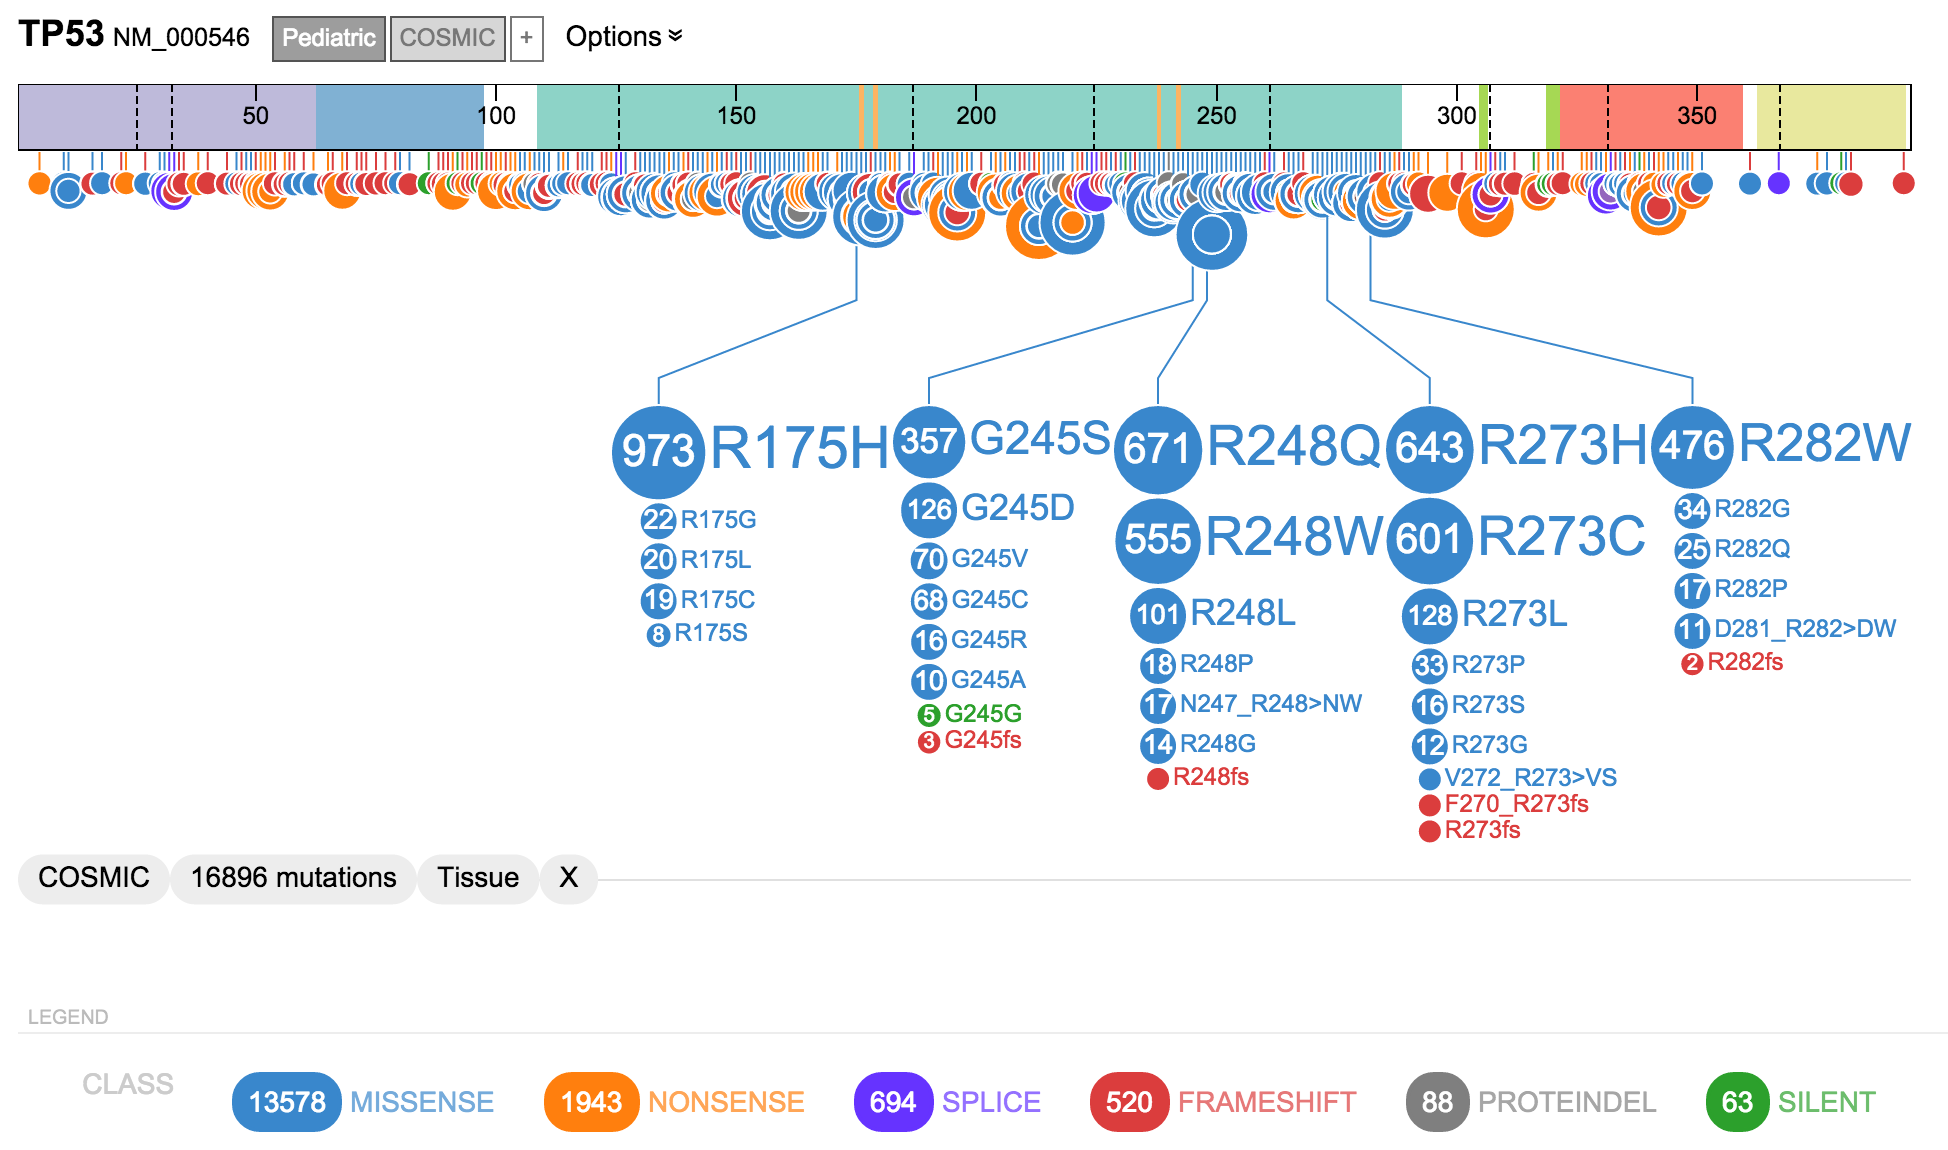 TP53 NM_000546 Pediatric COSMIC + Options
50 100 150 200 250 300 350
973 R175H 357 G245S 671 R248Q 643 R273H 476 R282W
22 R175G 126 G245D 555 R248W 601 R273C 34 R282G
20 R175L 70 G245V 101 R248L 128 R273L 25 R282Q
19 R175C 68 G245C 18 R248P 33 R273P 17 R282P
8 R175S 16 G245R 17 N247_R248>NW 16 R273S 11 D281_R282>DW
10 G245A 14 R248G 12 R273G 2 R282fs
5 G245G R248fs V272_R273>VS
3 G245fs F270_R273fs
R273fs
COSMIC 16896 mutations Tissue X
LEGEND
CLASS 13578 MISSENSE 1943 NONSENSE 694 SPLICE 520 FRAMESHIFT 88 PROTEINDEL 63 SILENT